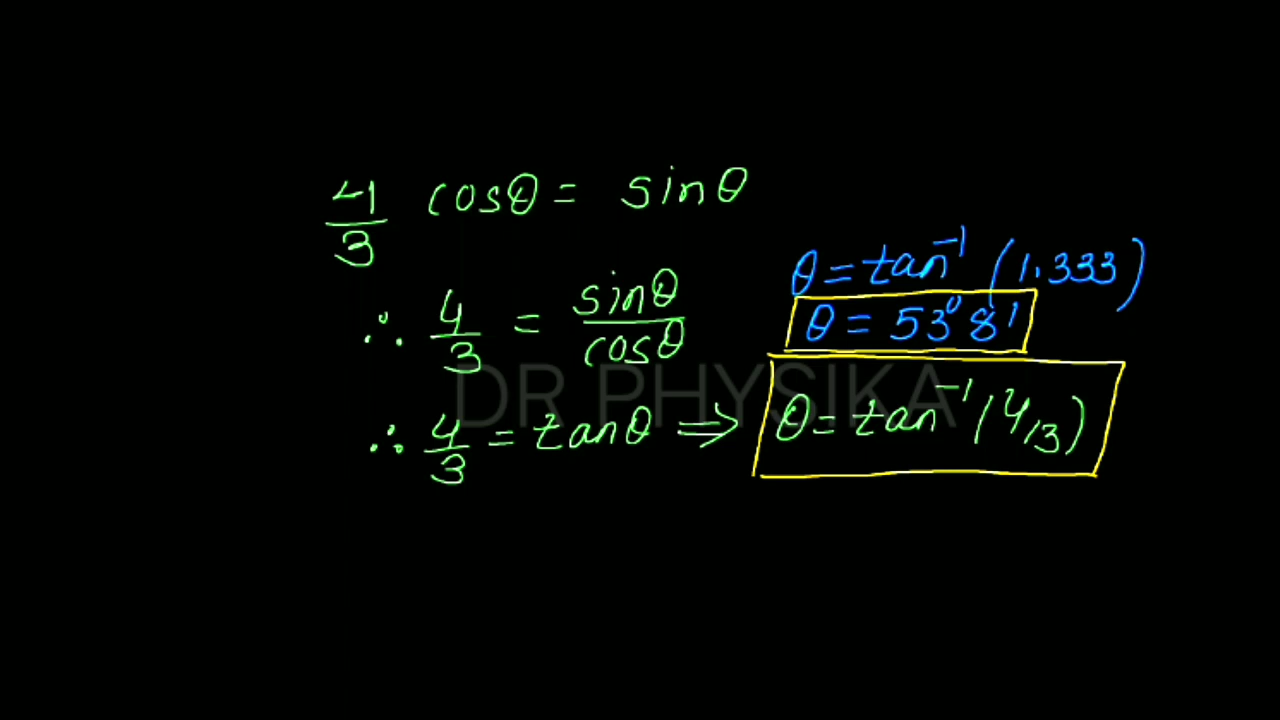 4/3 cosθ = sinθ
∴ 4/3 = sinθ/cosθ
∴ 4/3 = tanθ ⇒ θ = tan⁻¹(4/3)
θ = tan⁻¹(1.333)
θ = 53°8'
DR PHYSIKA